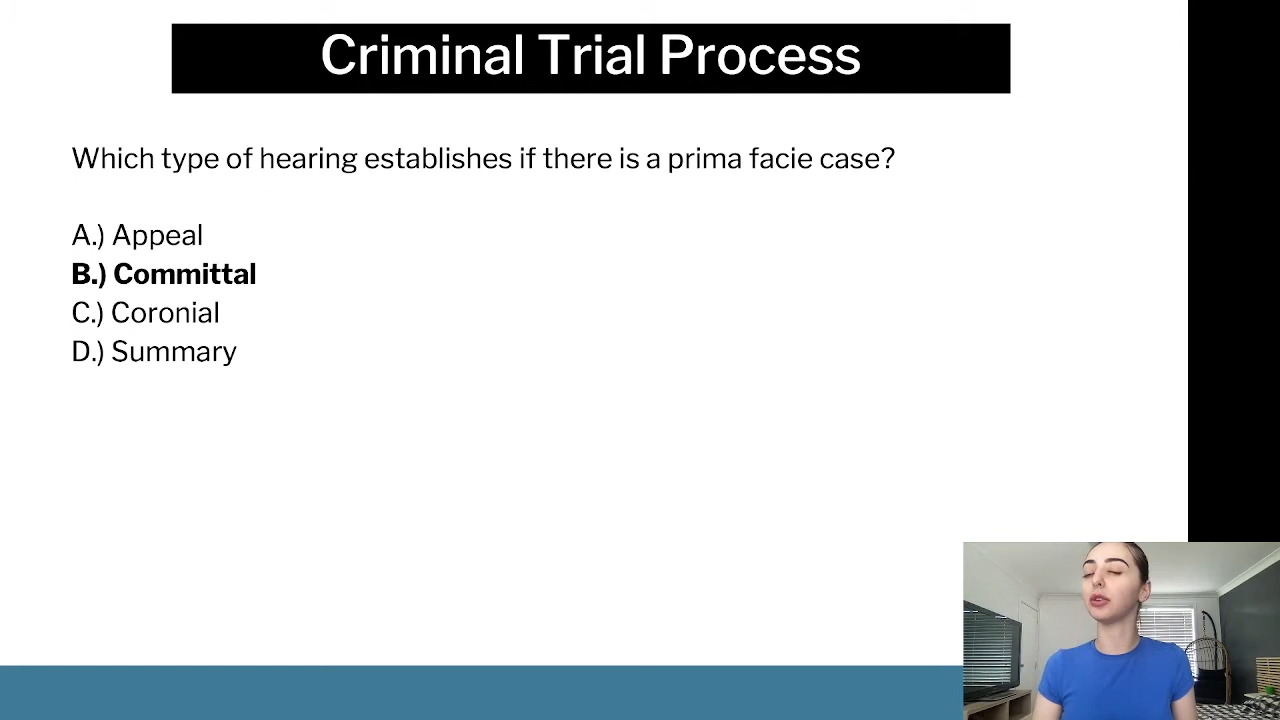 Criminal Trial Process
Which type of hearing establishes if there is a prima facie case?
A.) Appeal
B.) Committal
C.) Coronial
D.) Summary